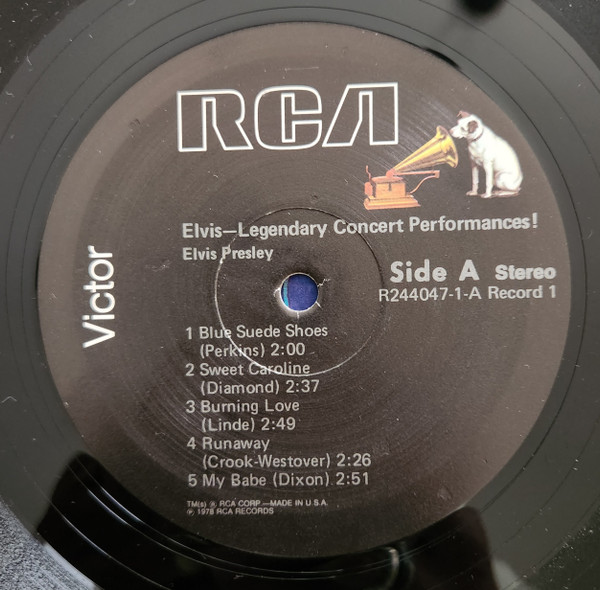 RCA
Elvis—Legendary Concert Performances!
Elvis Presley
Victor
Side A Stereo
R244047-1-A Record 1
1 Blue Suede Shoes
(Perkins) 2:00
2 Sweet Caroline
(Diamond) 2:37
3 Burning Love
(Linde) 2:49
4 Runaway
(Crook-Westover) 2:26
5 My Babe (Dixon) 2:51
TM(s) ® RCA CORP.—MADE IN U.S.A.
℗ 1978 RCA RECORDS